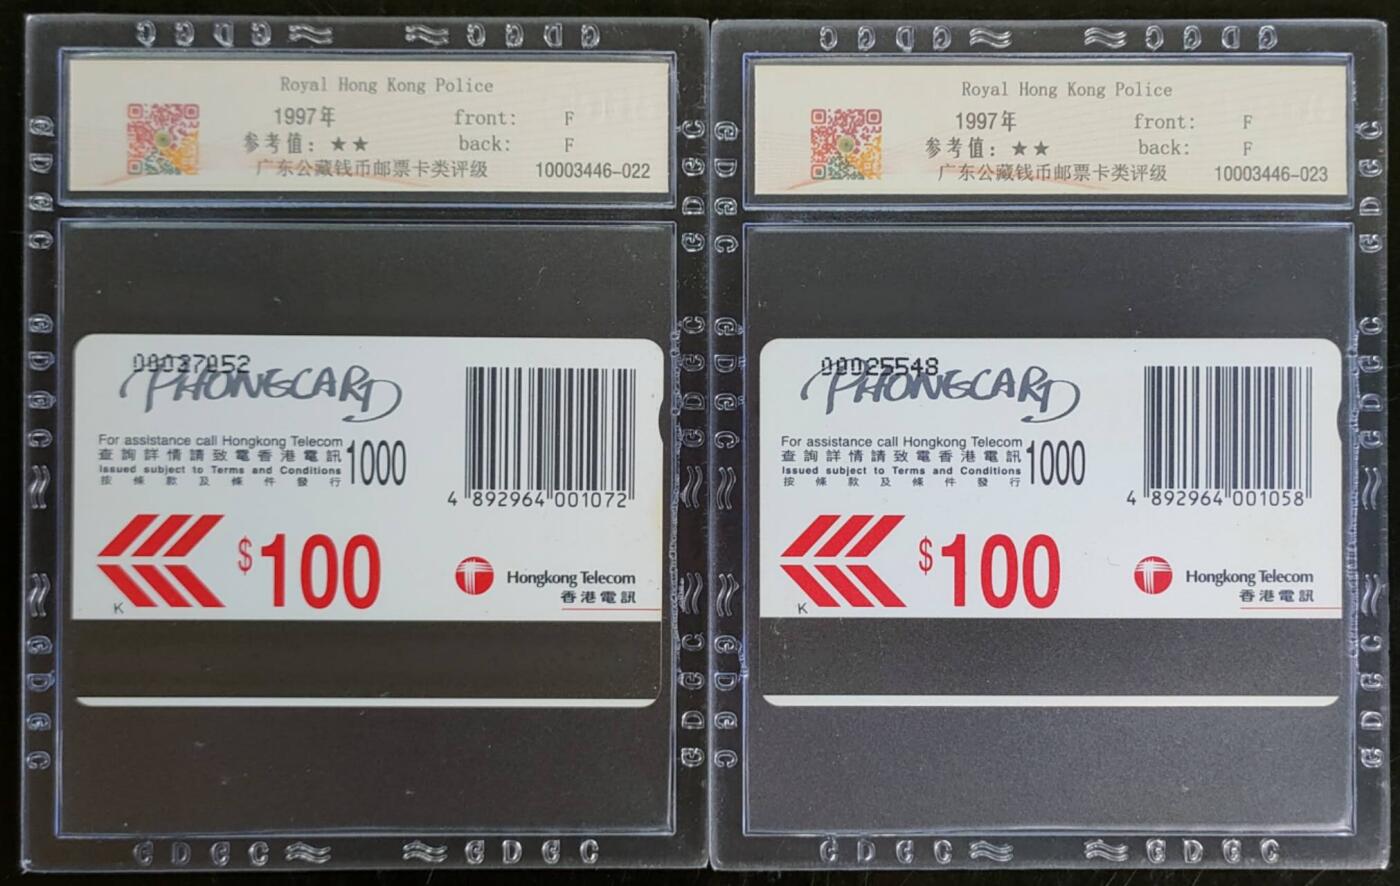 Royal Hong Kong Police
1997年 front: F
参考值：★★ back: F
广东公藏钱币邮票卡类评级 10003446-022
00037052
PHONECARD
For assistance call Hongkong Telecom
查詢詳情請致電香港電訊
Issued subject to Terms and Conditions
按條款及條件發行
1000
4 892964 001072
$100
K
Hongkong Telecom
香港電訊
Royal Hong Kong Police
1997年 front: F
参考值：★★ back: F
广东公藏钱币邮票卡类评级 10003446-023
00025548
PHONECARD
For assistance call Hongkong Telecom
查詢詳情請致電香港電訊
Issued subject to Terms and Conditions
按條款及條件發行
1000
4 892964 001058
$100
K
Hongkong Telecom
香港電訊